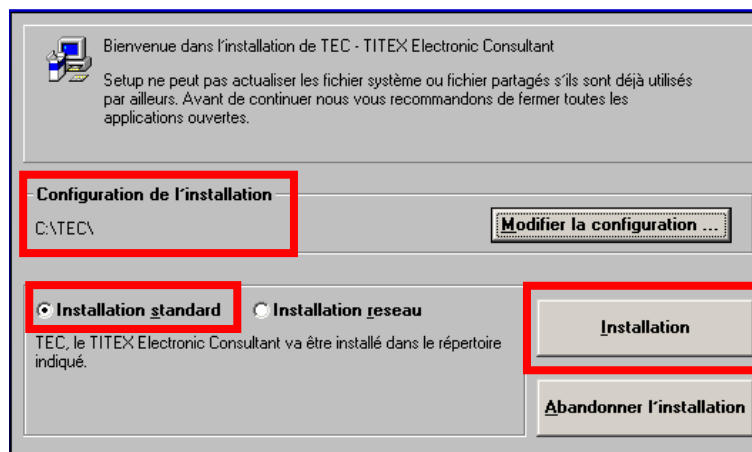 Bienvenue dans l'installation de TEC - TITEX Electronic Consultant
Setup ne peut pas actualiser les fichier système ou fichier partagés s'ils sont déjà utilisés
par ailleurs. Avant de continuer nous vous recommandons de fermer toutes les
applications ouvertes.
Configuration de l'installation
C:\TEC\
Modifier la configuration ...
Installation standard
Installation reseau
TEC, le TITEX Electronic Consultant va être installé dans le répertoire
indiqué.
Installation
Abandonner l'installation